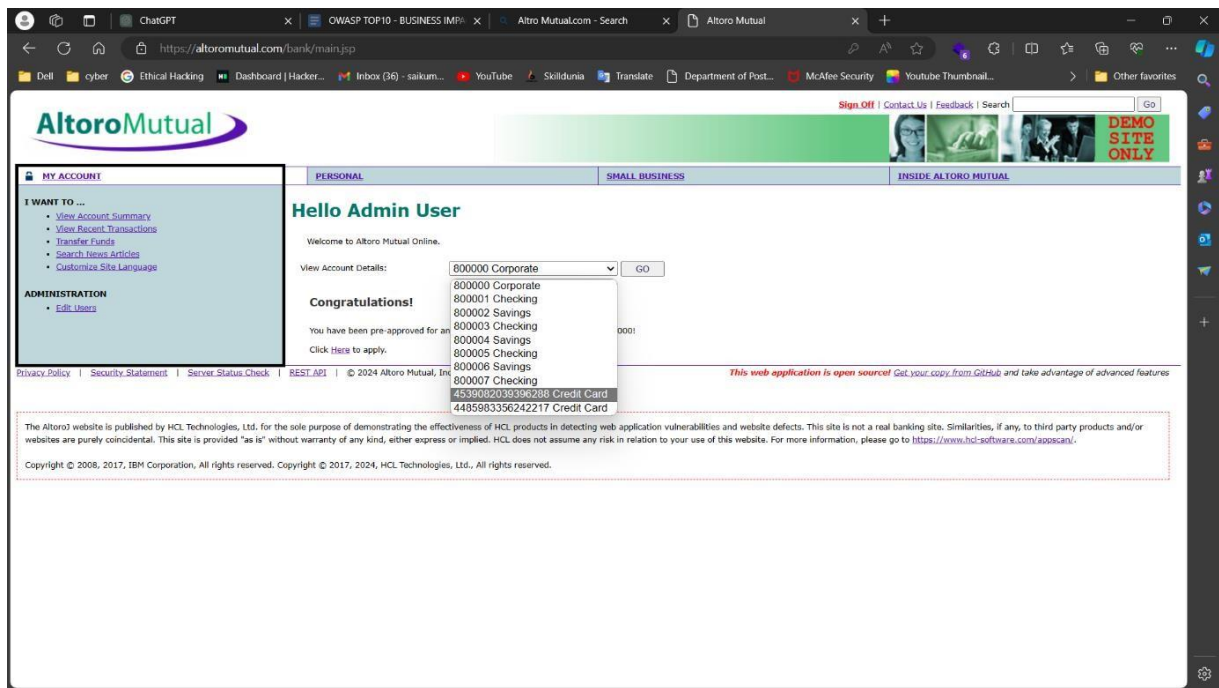 ChatGPT
OWASP TOP10 - BUSINESS IMPA
Altro Mutual.com - Search
Altoro Mutual
https://altoromutual.com/bank/main.jsp
Dell
cyber
Ethical Hacking
Dashboard | Hacker...
Inbox (36) - saikum...
YouTube
Skilldunia
Translate
Department of Post...
McAfee Security
Youtube Thumbnail...
Other favorites
AltoroMutual
Sign Off | Contact Us | Feedback | Search
Go
DEMO
SITE
ONLY
MY ACCOUNT
PERSONAL
SMALL BUSINESS
INSIDE ALTORO MUTUAL
I WANT TO ...
• View Account Summary
• View Recent Transactions
• Transfer Funds
• Search News Articles
• Customize Site Language
ADMINISTRATION
• Edit Users
Hello Admin User
Welcome to Altoro Mutual Online.
View Account Details:
800000 Corporate
GO
800000 Corporate
800001 Checking
800002 Savings
800003 Checking
800004 Savings
800005 Checking
800006 Savings
800007 Checking
4539082039396288 Credit Card
4485983356242217 Credit Card
Congratulations!
You have been pre-approved for an
000!
Click Here to apply.
Privacy Policy | Security Statement | Server Status Check | REST API | © 2024 Altoro Mutual, Inc
This web application is open source! Get your copy from GitHub and take advantage of advanced features
The AltoroJ website is published by HCL Technologies, Ltd. for the sole purpose of demonstrating the effectiveness of HCL products in detecting web application vulnerabilities and website defects. This site is not a real banking site. Similarities, if any, to third party products and/or
websites are purely coincidental. This site is provided "as is" without warranty of any kind, either express or implied. HCL does not assume any risk in relation to your use of this website. For more information, please go to https://www.hcl-software.com/appscan/.
Copyright © 2008, 2017, IBM Corporation, All rights reserved. Copyright © 2017, 2024, HCL Technologies, Ltd., All rights reserved.